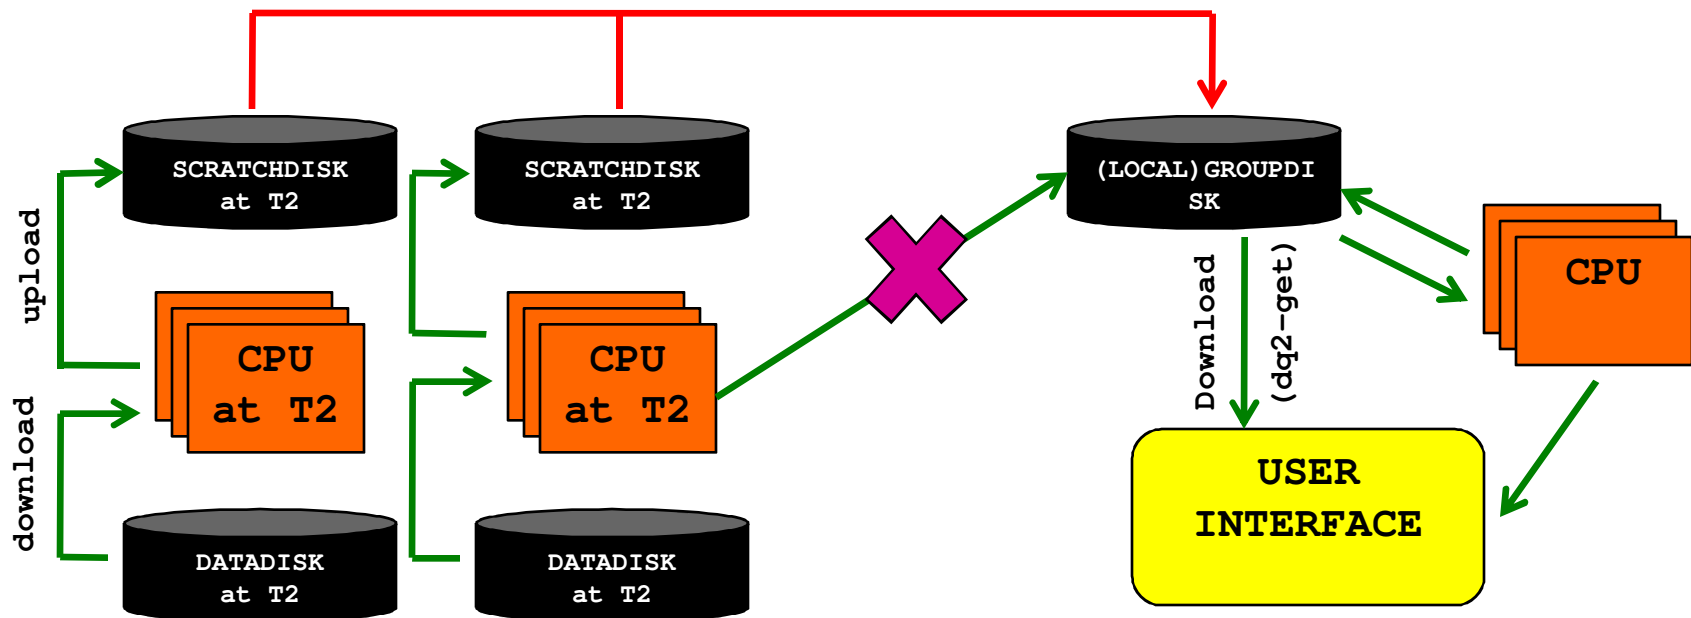 SCRATCHDISK
at T2
SCRATCHDISK
at T2
(LOCAL)GROUPDI
SK
upload
CPU
at T2
CPU
at T2
Download
(dq2-get)
CPU
download
USER
INTERFACE
DATADISK
at T2
DATADISK
at T2